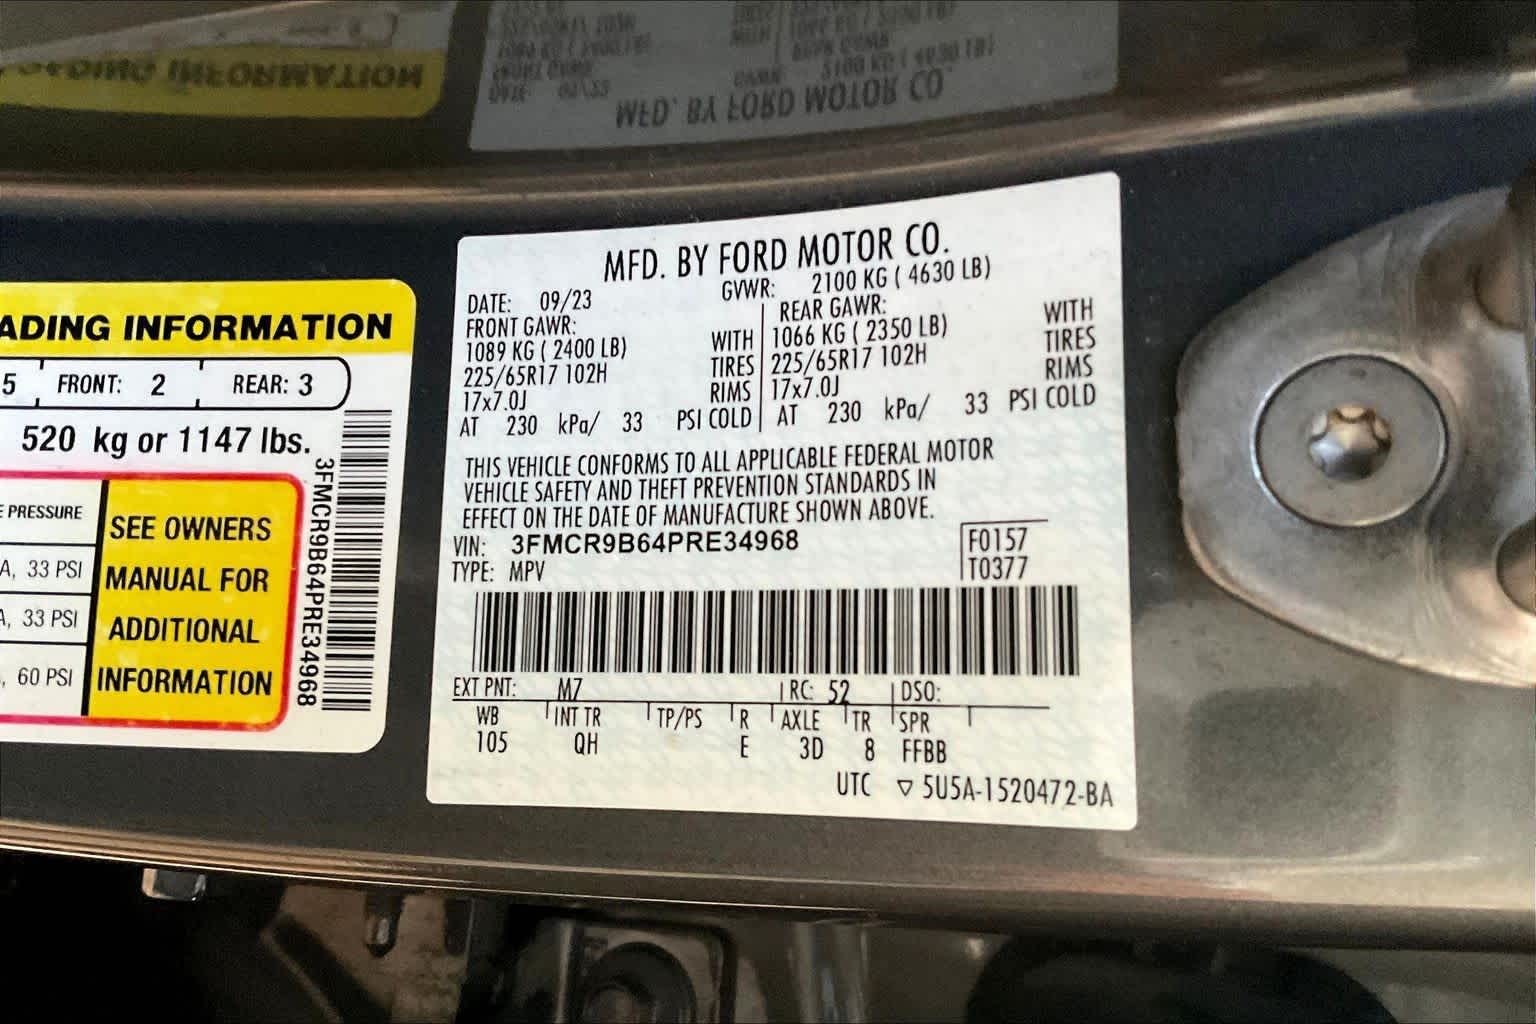 ADING INFORMATION
5 FRONT: 2 REAR: 3
520 kg or 1147 lbs.
E PRESSURE
A, 33 PSI
A, 33 PSI
, 60 PSI
SEE OWNERS
MANUAL FOR
ADDITIONAL
INFORMATION
3FMCR9B64PRE34968
MFD. BY FORD MOTOR CO.
DATE: 09/23 GVWR: 2100 KG ( 4630 LB)
FRONT GAWR: REAR GAWR:
1089 KG ( 2400 LB) WITH 1066 KG ( 2350 LB) WITH
225/65R17 102H TIRES 225/65R17 102H TIRES
17x7.0J RIMS 17x7.0J RIMS
AT 230 kPa/ 33 PSI COLD AT 230 kPa/ 33 PSI COLD
THIS VEHICLE CONFORMS TO ALL APPLICABLE FEDERAL MOTOR
VEHICLE SAFETY AND THEFT PREVENTION STANDARDS IN
EFFECT ON THE DATE OF MANUFACTURE SHOWN ABOVE.
VIN: 3FMCR9B64PRE34968 F0157
TYPE: MPV T0377
EXT PNT: M7 RC: 52 DSO:
WB INT TR TP/PS R AXLE TR SPR
105 QH E 3D 8 FFBB
UTC ▽ 5U5A-1520472-BA